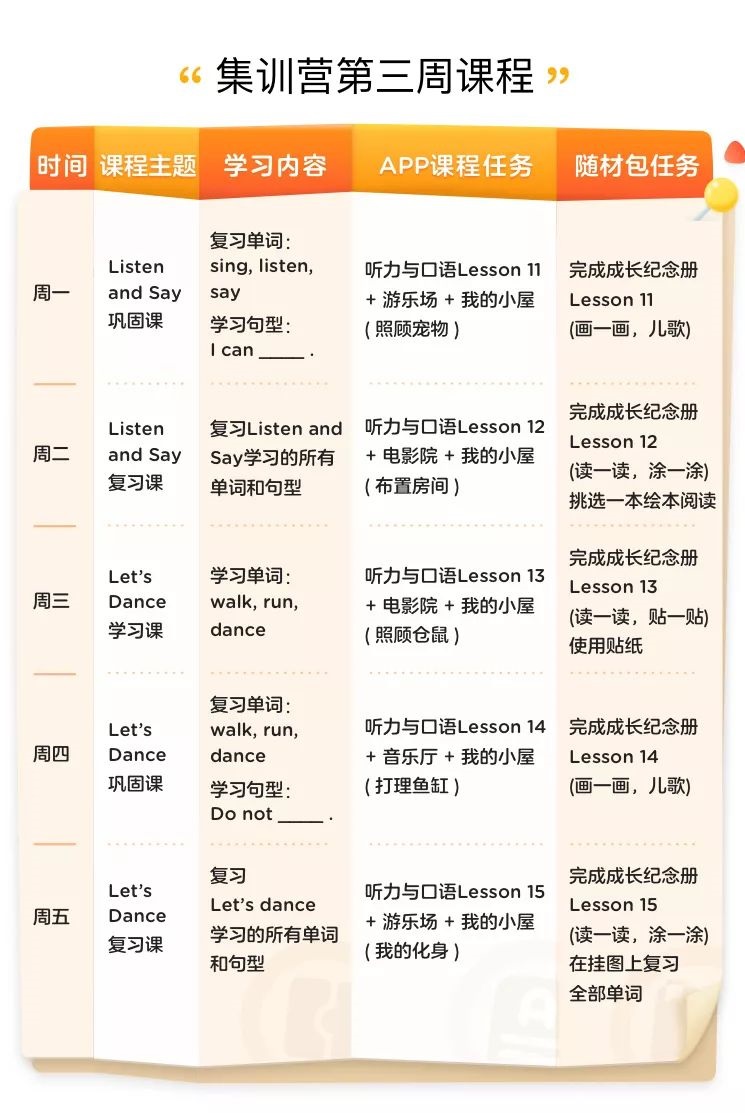 “ 集训营第三周课程 ”
时间 课程主题 学习内容 APP课程任务 随材包任务
周一
Listen
and Say
巩固课
复习单词：
sing, listen,
say
学习句型：
I can ____ .
听力与口语Lesson 11
+ 游乐场 + 我的小屋
( 照顾宠物 )
完成成长纪念册
Lesson 11
(画一画，儿歌)
周二
Listen
and Say
复习课
复习Listen and
Say学习的所有
单词和句型
听力与口语Lesson 12
+ 电影院 + 我的小屋
( 布置房间 )
完成成长纪念册
Lesson 12
(读一读，涂一涂)
挑选一本绘本阅读
周三
Let’s
Dance
学习课
学习单词：
walk, run,
dance
听力与口语Lesson 13
+ 电影院 + 我的小屋
( 照顾仓鼠 )
完成成长纪念册
Lesson 13
(读一读，贴一贴)
使用贴纸
周四
Let’s
Dance
巩固课
复习单词：
walk, run,
dance
学习句型：
Do not ____ .
听力与口语Lesson 14
+ 音乐厅 + 我的小屋
( 打理鱼缸 )
完成成长纪念册
Lesson 14
(画一画，儿歌)
周五
Let’s
Dance
复习课
复习
Let’s dance
学习的所有单词
和句型
听力与口语Lesson 15
+ 游乐场 + 我的小屋
( 我的化身 )
完成成长纪念册
Lesson 15
(读一读，涂一涂)
在挂图上复习
全部单词